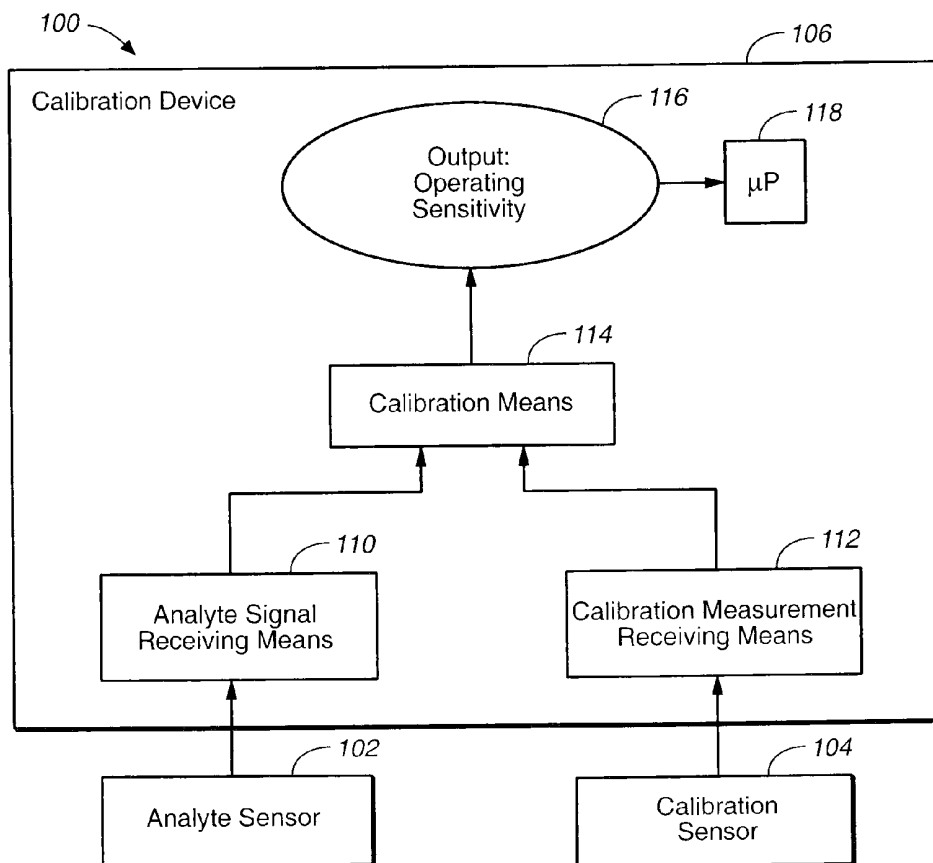 100
106
Calibration Device
116
118
Output:
Operating
Sensitivity
μP
114
Calibration Means
110
112
Analyte Signal
Receiving Means
Calibration Measurement
Receiving Means
102
104
Analyte Sensor
Calibration
Sensor